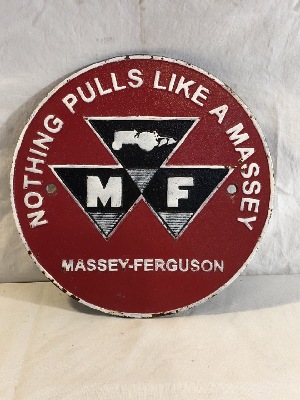 NOTHING PULLS LIKE A MASSEY
M F
MASSEY-FERGUSON